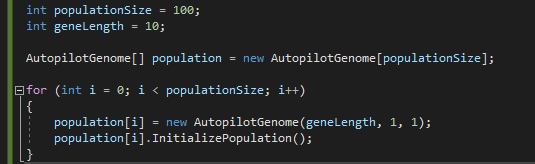 int populationSize = 100;
int geneLength = 10;
AutopilotGenome[] population = new AutopilotGenome[populationSize];
for (int i = 0; i < populationSize; i++)
{
population[i] = new AutopilotGenome(geneLength, 1, 1);
population[i].InitializePopulation();
}